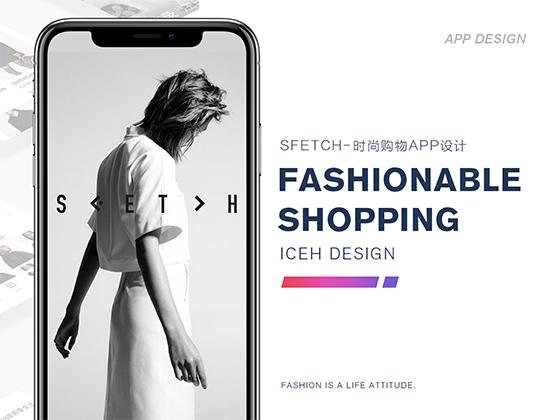 APP DESIGN
SFETCH-时尚购物APP设计
FASHIONABLE
SHOPPING
ICEH DESIGN
S < E T > H
FASHION IS A LIFE ATTITUDE.